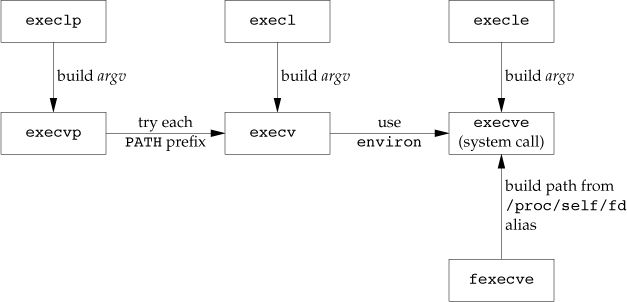 execlp
execl
execle
build argv
build argv
build argv
execvp
try each
PATH prefix
execv
use
environ
execve
(system call)
build path from
/proc/self/fd
alias
fexecve